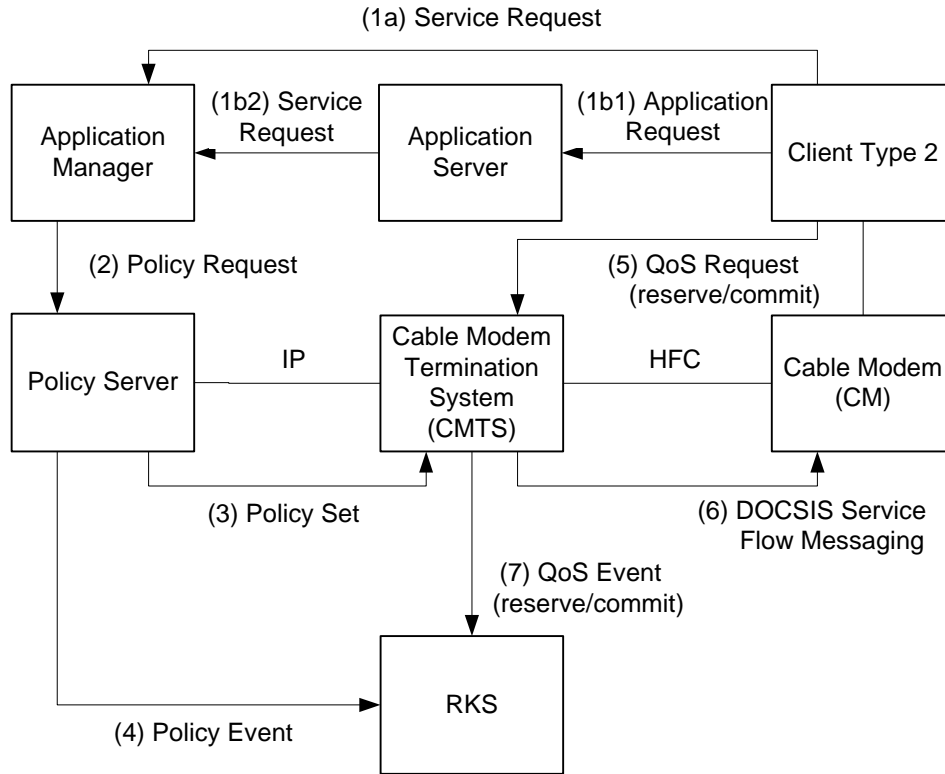 (1a) Service Request
(1b2) Service
Request
(1b1) Application
Request
Application
Manager
Application
Server
Client Type 2
(2) Policy Request
(5) QoS Request
(reserve/commit)
Policy Server
IP
Cable Modem
Termination
System
(CMTS)
HFC
Cable Modem
(CM)
(3) Policy Set
(6) DOCSIS Service
Flow Messaging
(7) QoS Event
(reserve/commit)
RKS
(4) Policy Event